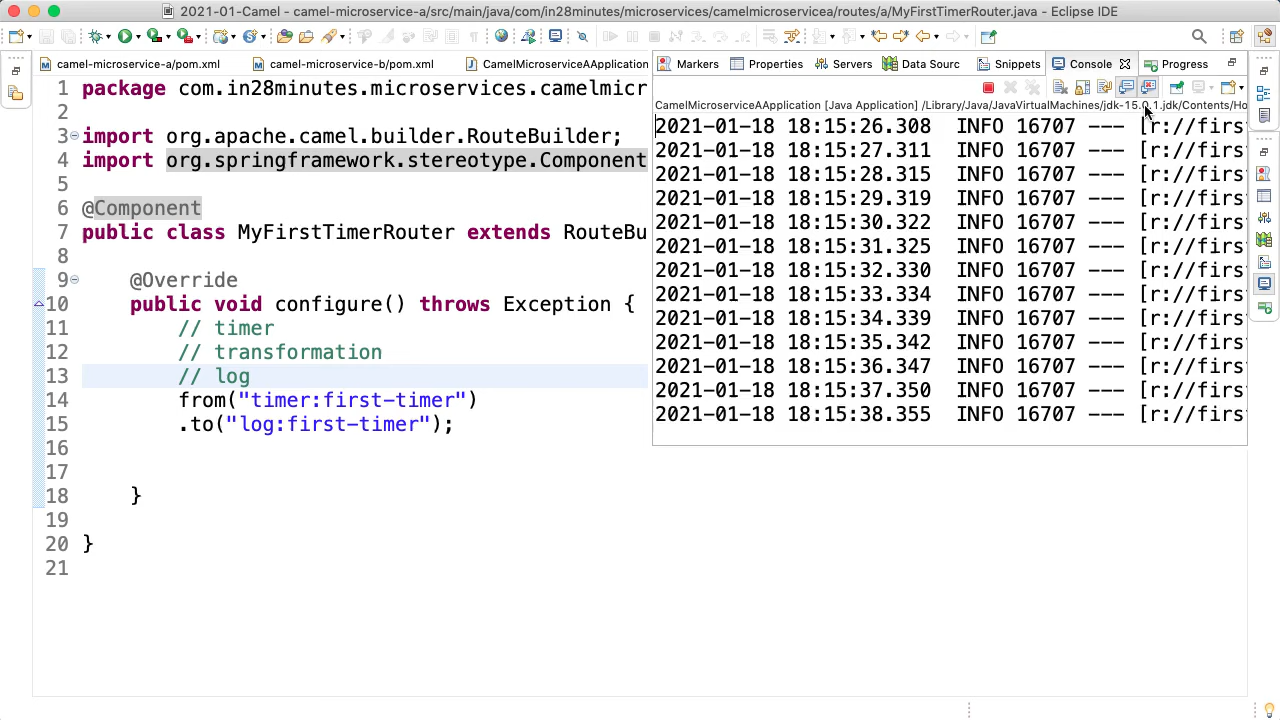 2021-01-Camel - camel-microservice-a/src/main/java/com/in28minutes/microservices/camelmicroservicea/routes/a/MyFirstTimerRouter.java - Eclipse IDE
camel-microservice-a/pom.xml
camel-microservice-b/pom.xml
CamelMicroserviceAApplication
Markers
Properties
Servers
Data Sourc
Snippets
Console
Progress
CamelMicroserviceAApplication [Java Application] /Library/Java/JavaVirtualMachines/jdk-15.0.1.jdk/Contents/Ho
1 package com.in28minutes.microservices.camelmicr
2
3 import org.apache.camel.builder.RouteBuilder;
4 import org.springframework.stereotype.Component
5
6 @Component
7 public class MyFirstTimerRouter extends RouteBu
8
9 @Override
10 public void configure() throws Exception {
11 // timer
12 // transformation
13 // log
14 from("timer:first-timer")
15 .to("log:first-timer");
16
17
18 }
19
20 }
21
2021-01-18 18:15:26.308 INFO 16707 --- [r://firs
2021-01-18 18:15:27.311 INFO 16707 --- [r://firs
2021-01-18 18:15:28.315 INFO 16707 --- [r://firs
2021-01-18 18:15:29.319 INFO 16707 --- [r://firs
2021-01-18 18:15:30.322 INFO 16707 --- [r://firs
2021-01-18 18:15:31.325 INFO 16707 --- [r://firs
2021-01-18 18:15:32.330 INFO 16707 --- [r://firs
2021-01-18 18:15:33.334 INFO 16707 --- [r://firs
2021-01-18 18:15:34.339 INFO 16707 --- [r://firs
2021-01-18 18:15:35.342 INFO 16707 --- [r://firs
2021-01-18 18:15:36.347 INFO 16707 --- [r://firs
2021-01-18 18:15:37.350 INFO 16707 --- [r://firs
2021-01-18 18:15:38.355 INFO 16707 --- [r://firs